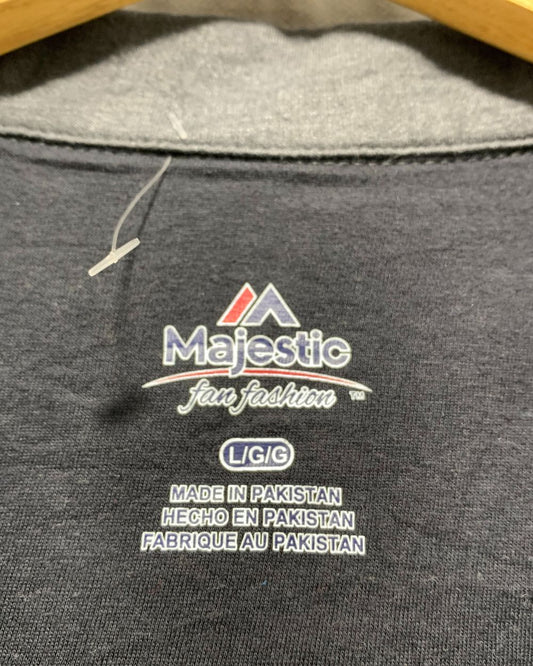 Majestic
fan fashion ™
L/G/G
MADE IN PAKISTAN
HECHO EN PAKISTAN
FABRIQUE AU PAKISTAN